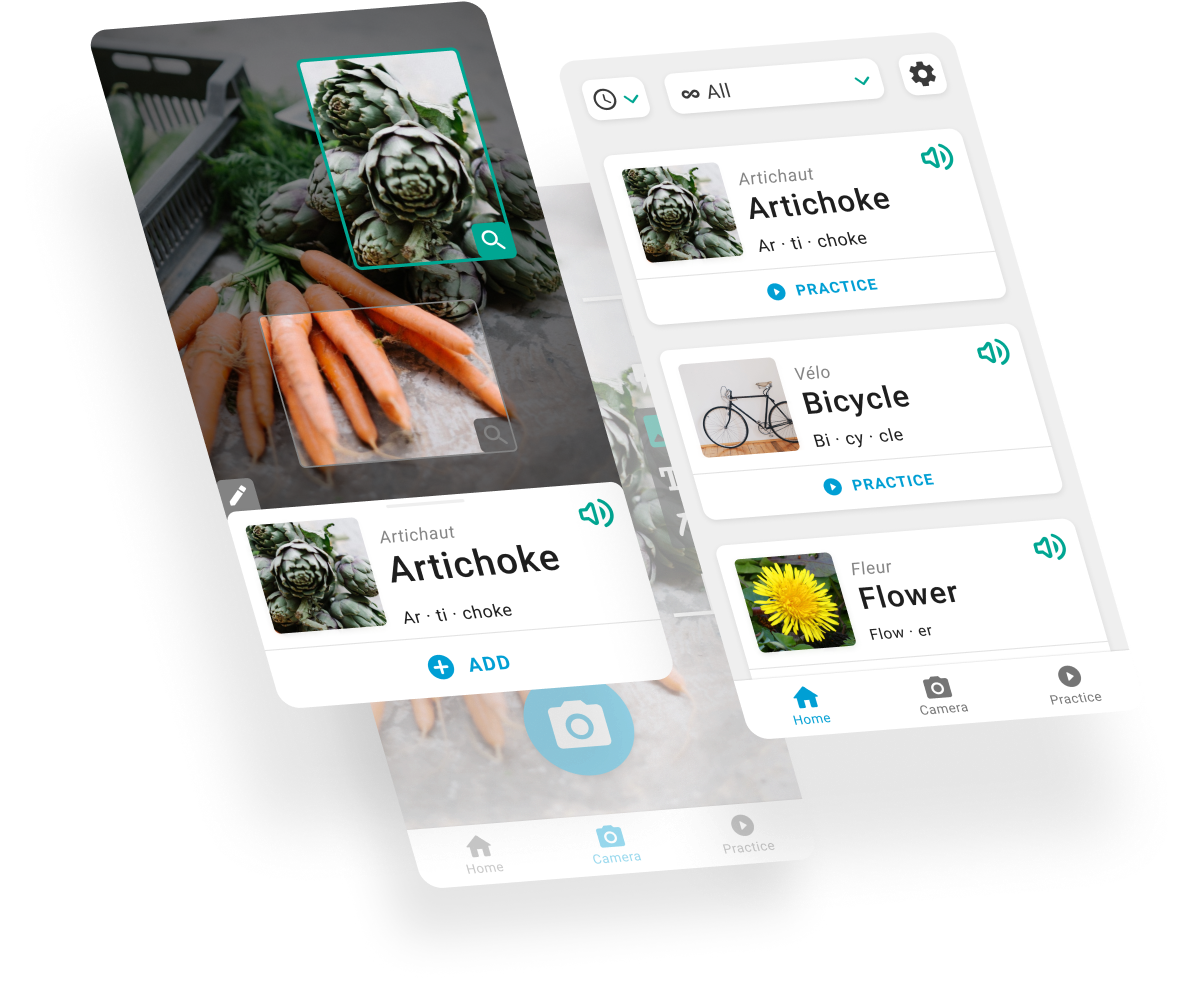 Artichaut
Artichoke
Ar · ti · choke
ADD
All
Artichaut
Artichoke
Ar · ti · choke
PRACTICE
Vélo
Bicycle
Bi · cy · cle
PRACTICE
Fleur
Flower
Flow · er
Home
Camera
Practice
Home
Camera
Practice